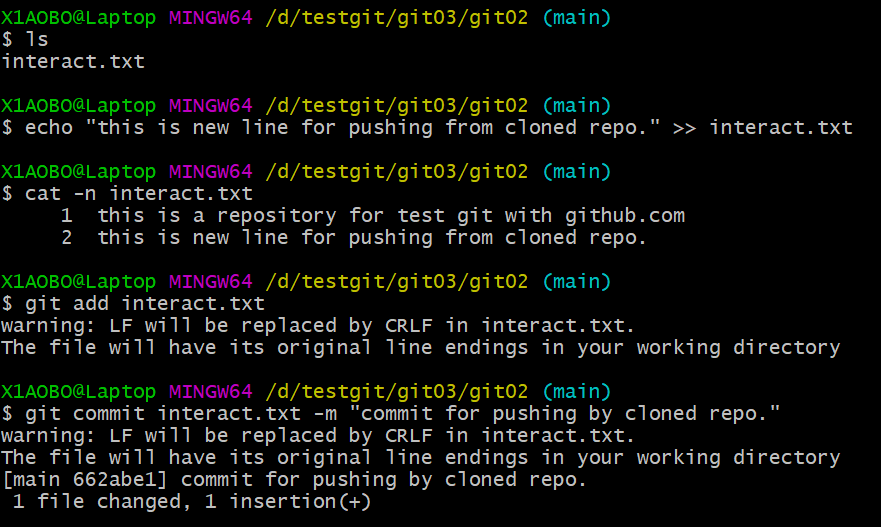 X1AOBO@Laptop MINGW64 /d/testgit/git03/git02 (main)
$ ls
interact.txt

X1AOBO@Laptop MINGW64 /d/testgit/git03/git02 (main)
$ echo "this is new line for pushing from cloned repo." >> interact.txt

X1AOBO@Laptop MINGW64 /d/testgit/git03/git02 (main)
$ cat -n interact.txt
     1  this is a repository for test git with github.com
     2  this is new line for pushing from cloned repo.

X1AOBO@Laptop MINGW64 /d/testgit/git03/git02 (main)
$ git add interact.txt
warning: LF will be replaced by CRLF in interact.txt.
The file will have its original line endings in your working directory

X1AOBO@Laptop MINGW64 /d/testgit/git03/git02 (main)
$ git commit interact.txt -m "commit for pushing by cloned repo."
warning: LF will be replaced by CRLF in interact.txt.
The file will have its original line endings in your working directory
[main 662abe1] commit for pushing by cloned repo.
 1 file changed, 1 insertion(+)